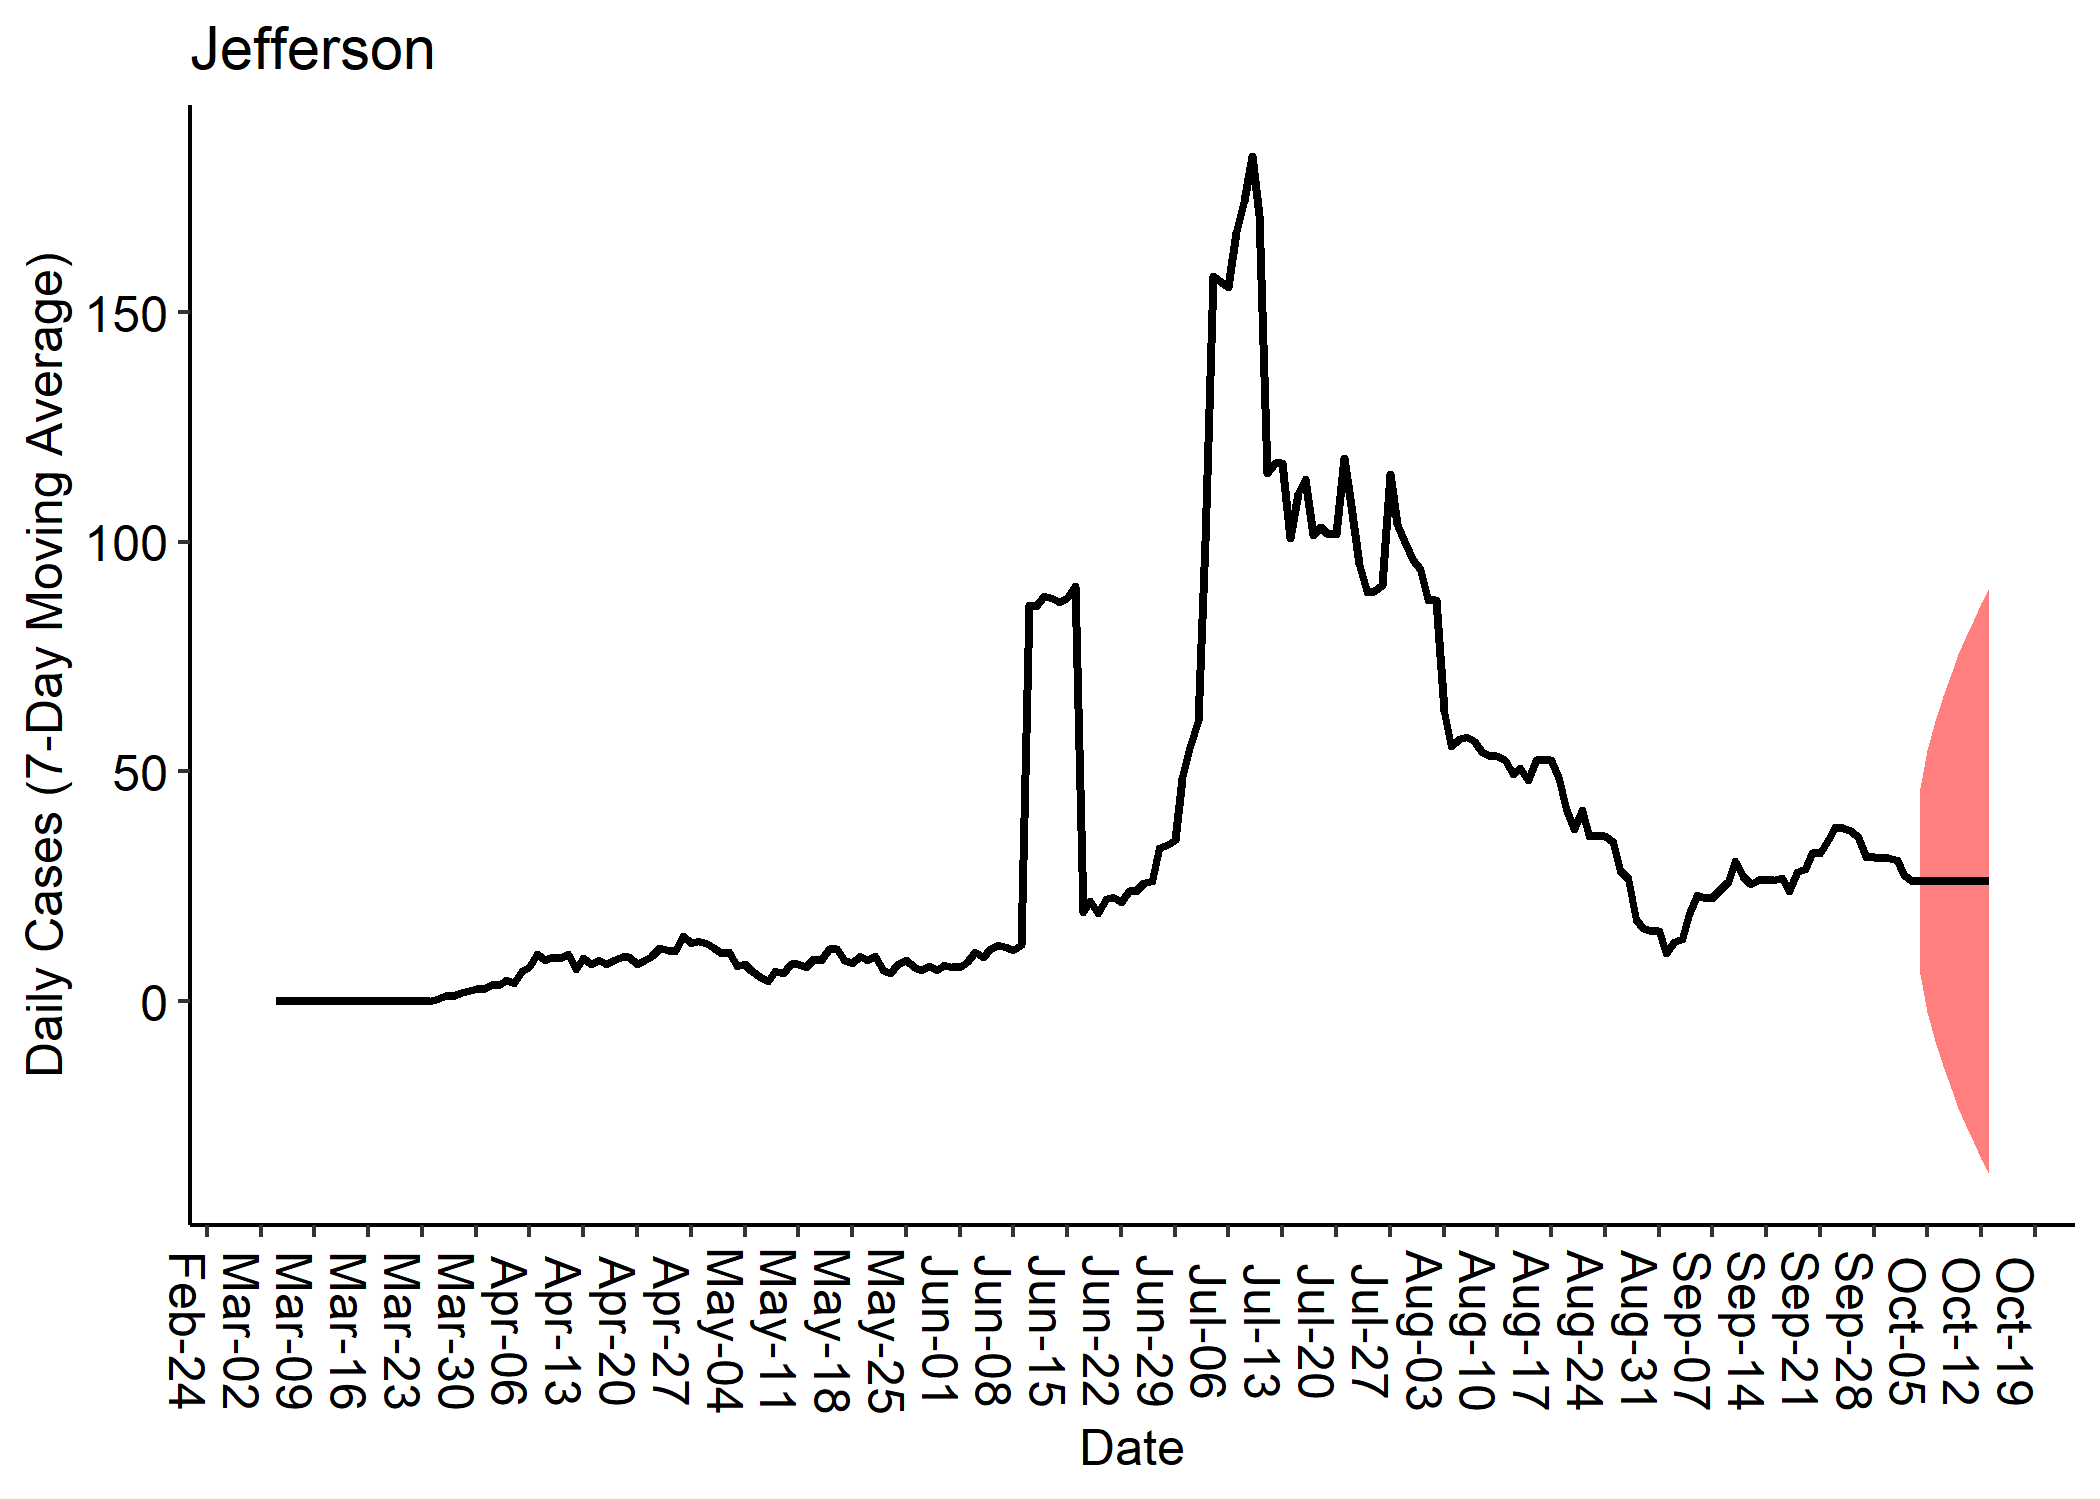 Jefferson
Daily Cases (7-Day Moving Average)
150
100
50
0
Feb-24
Mar-02
Mar-09
Mar-16
Mar-23
Mar-30
Apr-06
Apr-13
Apr-20
Apr-27
May-04
May-11
May-18
May-25
Jun-01
Jun-08
Jun-15
Jun-22
Jun-29
Jul-06
Jul-13
Jul-20
Jul-27
Aug-03
Aug-10
Aug-17
Aug-24
Aug-31
Sep-07
Sep-14
Sep-21
Sep-28
Oct-05
Oct-12
Oct-19
Date